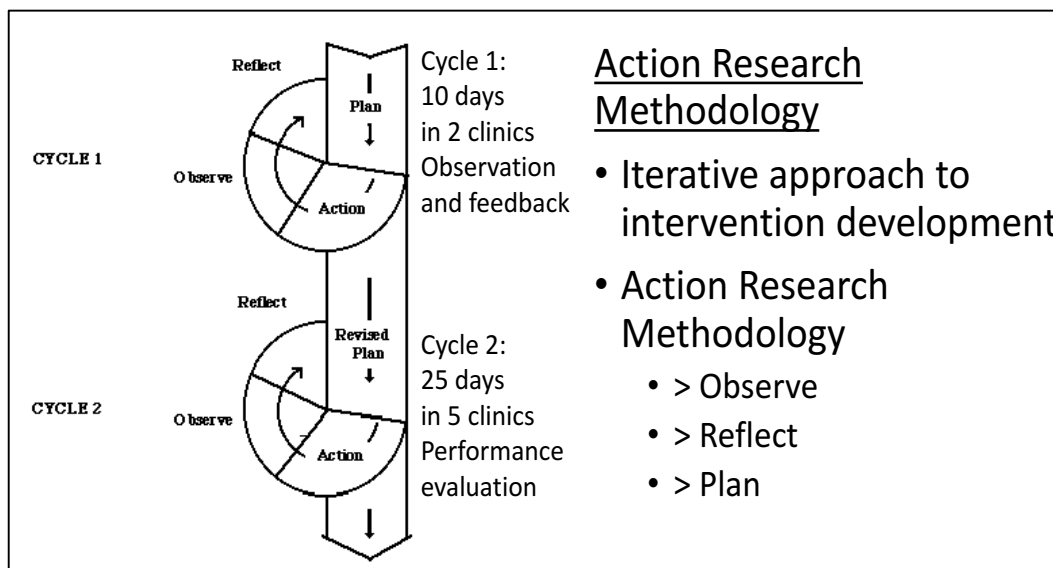 Reflect
Plan
CYCLE 1
Observe
Action
Cycle 1:
10 days
in 2 clinics
Observation
and feedback
Reflect
Revised
Plan
CYCLE 2
Observe
Action
Cycle 2:
25 days
in 5 clinics
Performance
evaluation
Action Research
Methodology
• Iterative approach to
intervention development
• Action Research
Methodology
• > Observe
• > Reflect
• > Plan